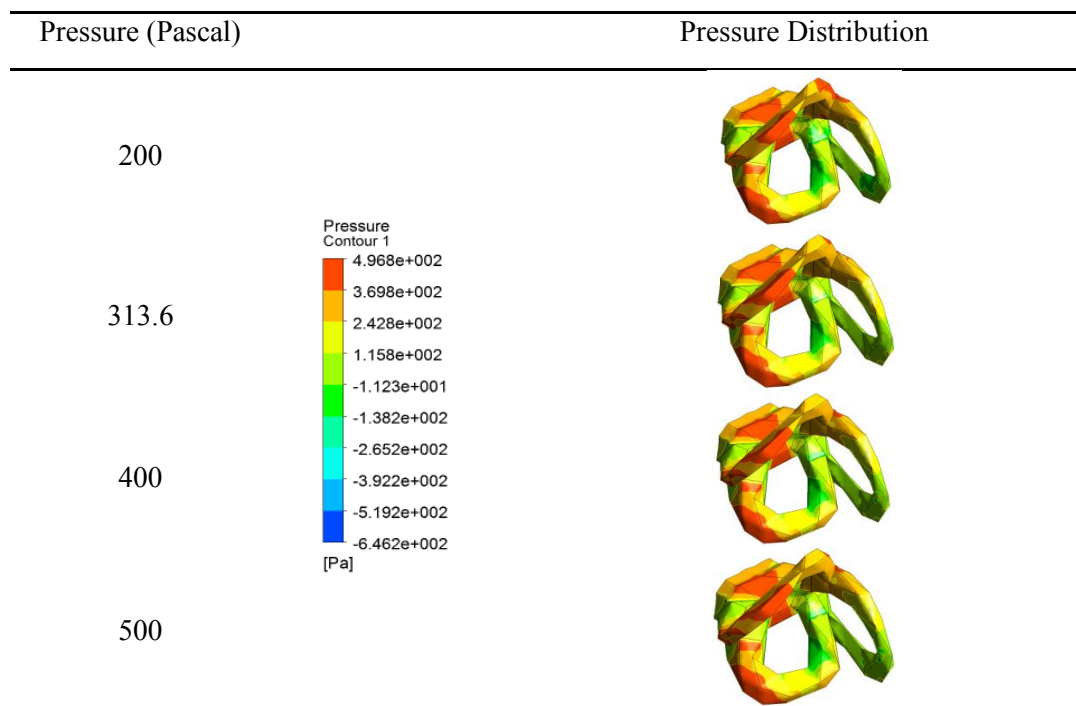 Pressure (Pascal) Pressure Distribution
200
Pressure
Contour 1
4.968e+002
3.698e+002
313.6
2.428e+002
1.158e+002
-1.123e+001
-1.382e+002
-2.652e+002
400
-3.922e+002
-5.192e+002
-6.462e+002
[Pa]
500